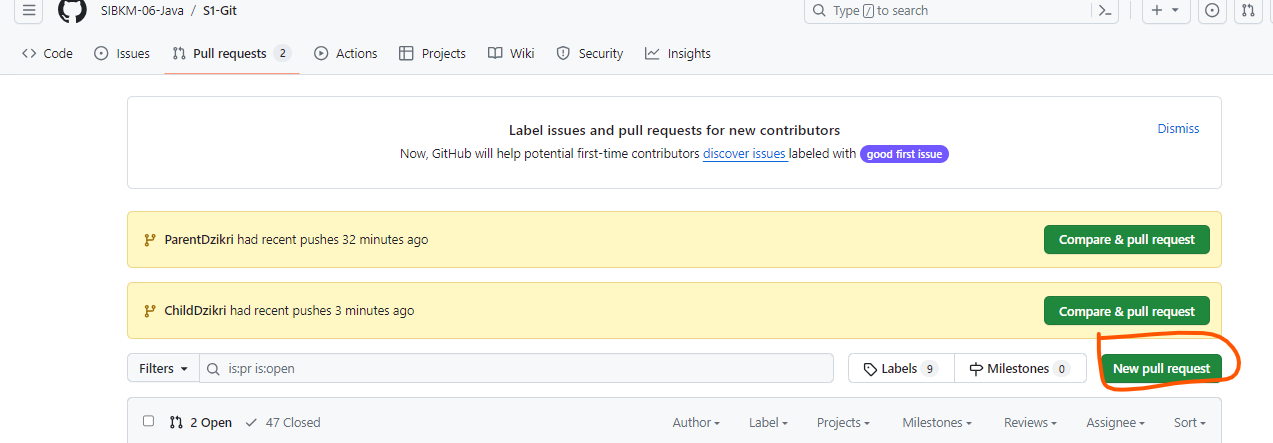 SIBKM-06-Java / S1-Git
Type / to search
Code Issues Pull requests 2 Actions Projects Wiki Security Insights
Label issues and pull requests for new contributors
Dismiss
Now, GitHub will help potential first-time contributors discover issues labeled with good first issue
ParentDzikri had recent pushes 32 minutes ago
Compare & pull request
ChildDzikri had recent pushes 3 minutes ago
Compare & pull request
Filters is:pr is:open Labels 9 Milestones 0 New pull request
2 Open 47 Closed Author Label Projects Milestones Reviews Assignee Sort